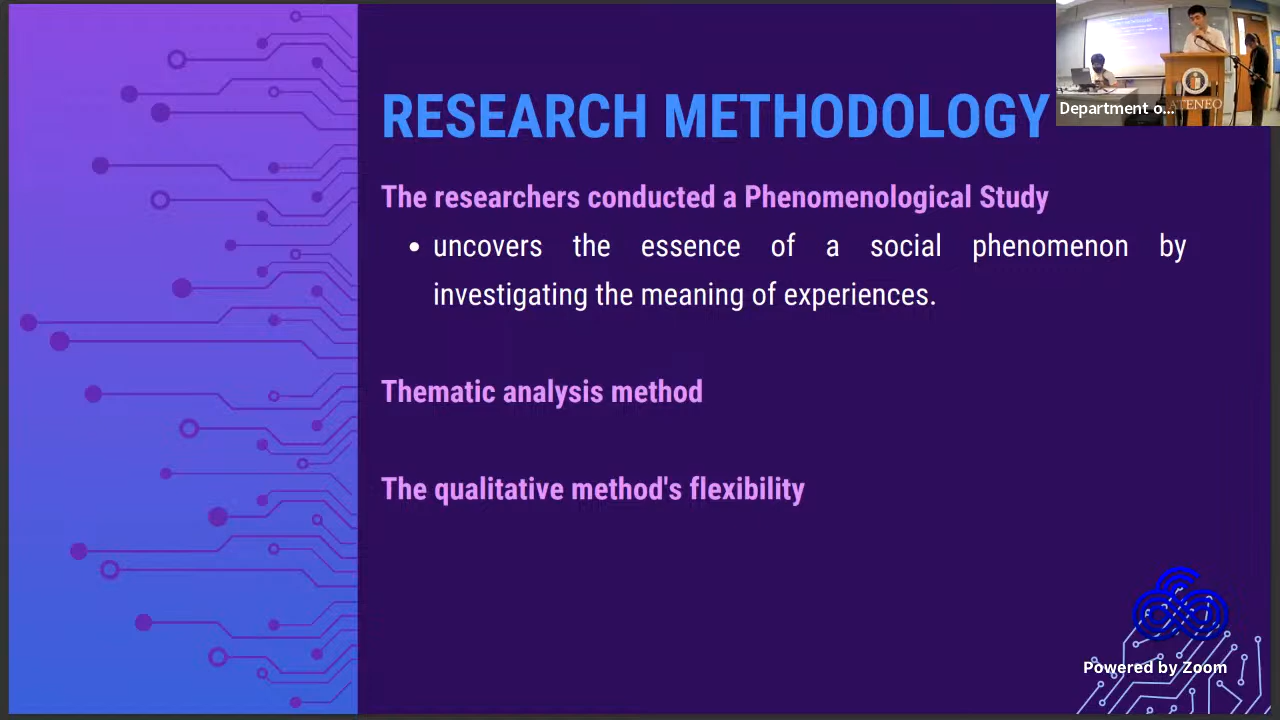 RESEARCH METHODOLOGY
Department o...
ATENEO
The researchers conducted a Phenomenological Study
• uncovers the essence of a social phenomenon by
investigating the meaning of experiences.
Thematic analysis method
The qualitative method's flexibility
Powered by Zoom